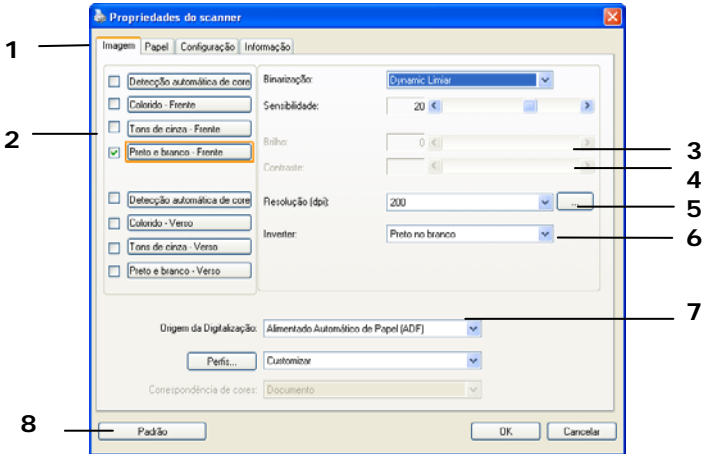 Propriedades do scanner
1
Imagem Papel Configuração Informação
2
Detecção automática de core
Colorido - Frente
Tons de cinza - Frente
Preto e branco - Frente
Detecção automática de core
Colorido - Verso
Tons de cinza - Verso
Preto e branco - Verso
Binarização: Dynamic Limiar
Sensibilidade: 20
Brilho: 0
3
Contraste:
4
Resolução (dpi): 200 ...
5
Inverter: Preto no branco
6
7
Origem da Digitalização: Alimentado Automático de Papel (ADF)
Perfis... Customizar
Correspondência de cores: Documento
8
Padrão OK Cancelar